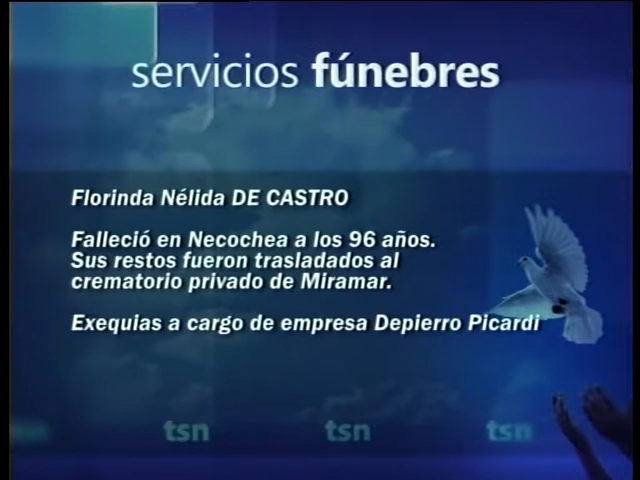 servicios fúnebres
Florinda Nélida DE CASTRO
Falleció en Necochea a los 96 años.
Sus restos fueron trasladados al
crematorio privado de Miramar.
Exequias a cargo de empresa Depierro Picardi
tsn tsn tsn